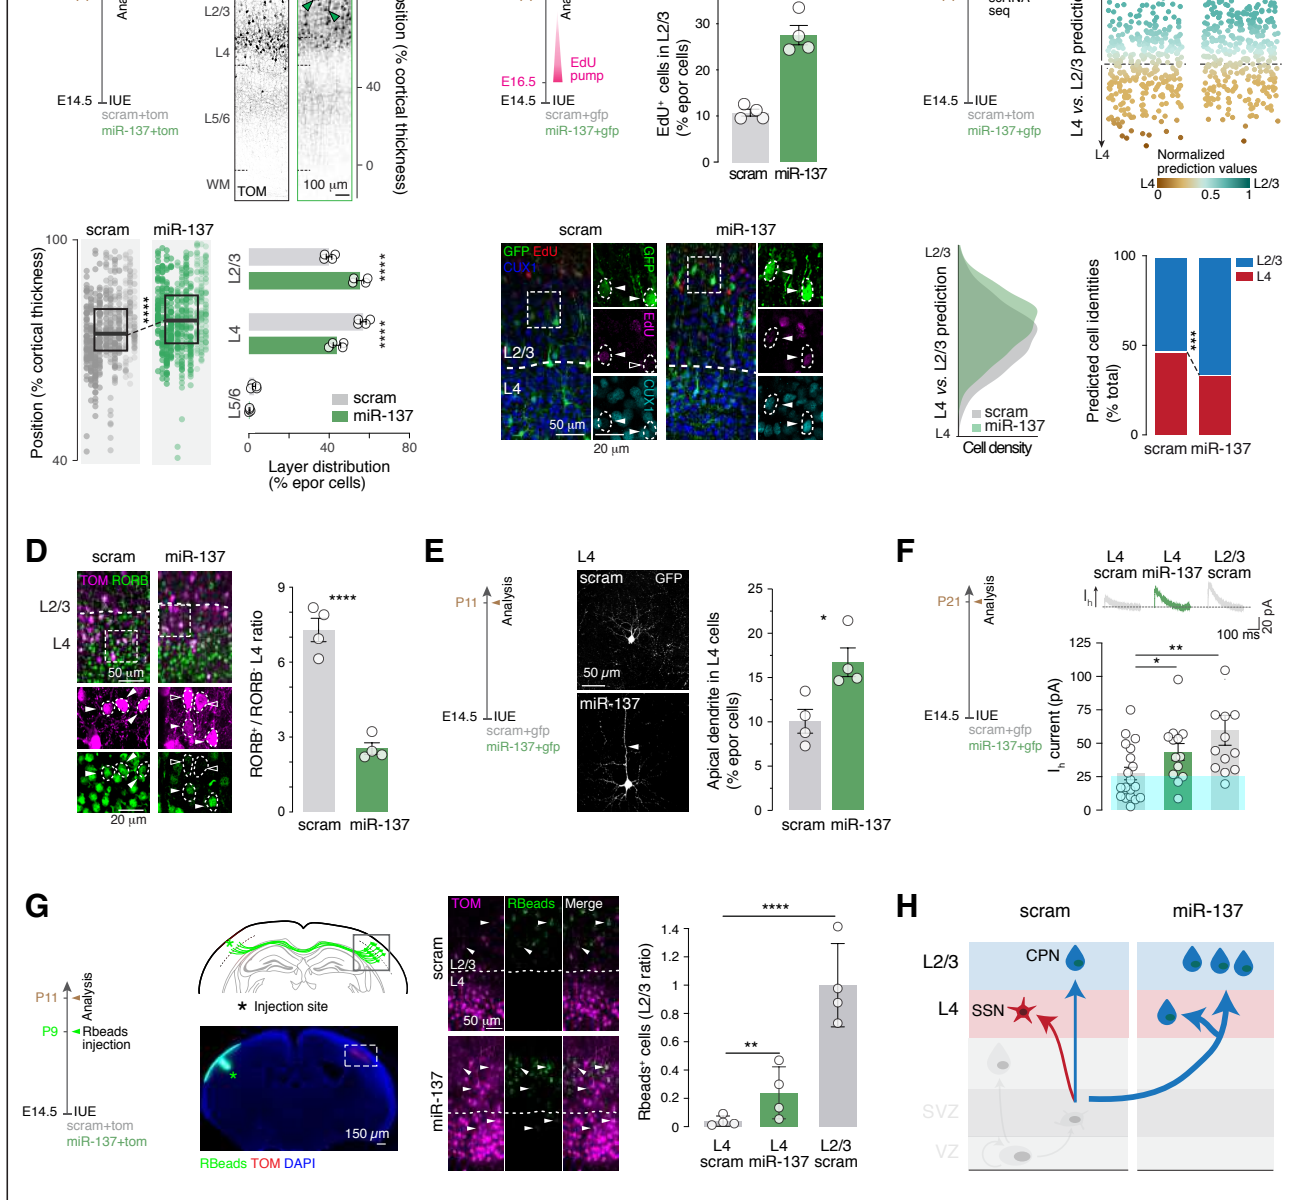 L2/3
L4
L5/6
WM
TOM
100 µm
40
0
Position (% cortical thickness)
E14.5
IUE
scram+tom
miR-137+tom
EdU
pump
E16.5
E14.5
IUE
scram+gfp
miR-137+gfp
EdU⁺ cells in L2/3
(% epor cells)
30
20
10
0
scram
miR-137
seq
E14.5
IUE
scram+tom
miR-137+gfp
L4 vs. L2/3 prediction
L4
Normalized
prediction values
L4
L2/3
0
0.5
1
scram
miR-137
100
40
Position (% cortical thickness)
****
L2/3
L4
L5/6
****
****
scram
miR-137
0
40
80
Layer distribution
(% epor cells)
scram
miR-137
GFP EdU
CUX1
L2/3
L4
50 µm
GFP
EdU
CUX1
20 µm
L2/3
L4
L4 vs. L2/3 prediction
scram
miR-137
Cell density
100
50
0
Predicted cell identities
(% total)
***
L2/3
L4
scram miR-137
D
scram
miR-137
TOM RORB
L2/3
L4
50 µm
20 µm
9
6
3
0
RORB⁺ / RORB⁻ L4 ratio
****
scram
miR-137
E
P11
Analysis
E14.5
IUE
scram+gfp
miR-137+gfp
L4
scram
GFP
50 µm
miR-137
Apical dendrite in L4 cells
(% epor cells)
25
20
15
10
5
0
*
scram miR-137
F
P21
Analysis
E14.5
IUE
scram+gfp
miR-137+gfp
L4
scram
L4
miR-137
L2/3
scram
Ih
100 ms
20 pA
Ih current (pA)
125
100
75
50
25
0
**
*
G
P11
Analysis
P9
Rbeads
injection
E14.5
IUE
scram+tom
miR-137+tom
*
* Injection site
*
150 µm
RBeads TOM DAPI
TOM
RBeads
Merge
scram
L2/3
L4
50 µm
miR-137
Rbeads⁺ cells (L2/3 ratio)
1.4
1.2
1
0.8
0.6
0.4
0.2
0
****
**
L4
scram
L4
miR-137
L2/3
scram
H
scram
miR-137
L2/3
CPN
L4
SSN
SVZ
VZ